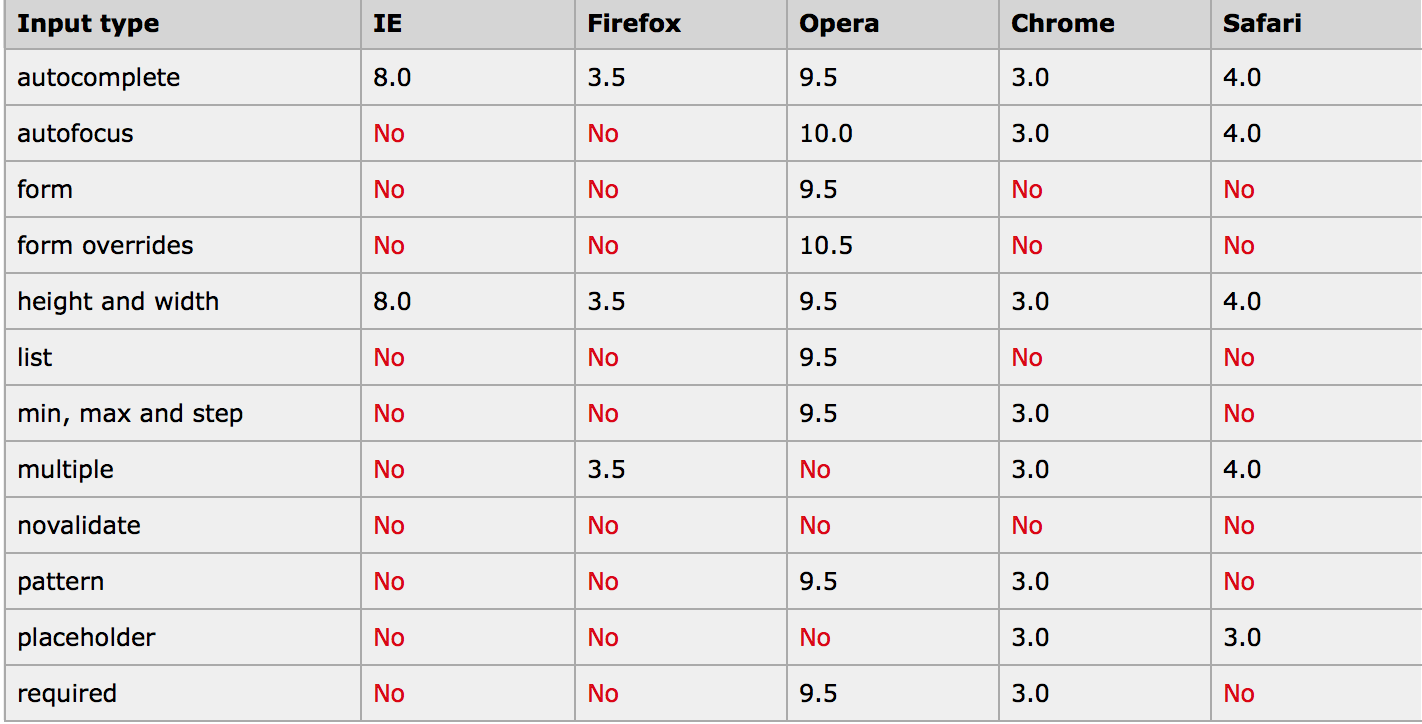 Input type IE Firefox Opera Chrome Safari
autocomplete 8.0 3.5 9.5 3.0 4.0
autofocus No No 10.0 3.0 4.0
form No No 9.5 No No
form overrides No No 10.5 No No
height and width 8.0 3.5 9.5 3.0 4.0
list No No 9.5 No No
min, max and step No No 9.5 3.0 No
multiple No 3.5 No 3.0 4.0
novalidate No No No No No
pattern No No 9.5 3.0 No
placeholder No No No 3.0 3.0
required No No 9.5 3.0 No